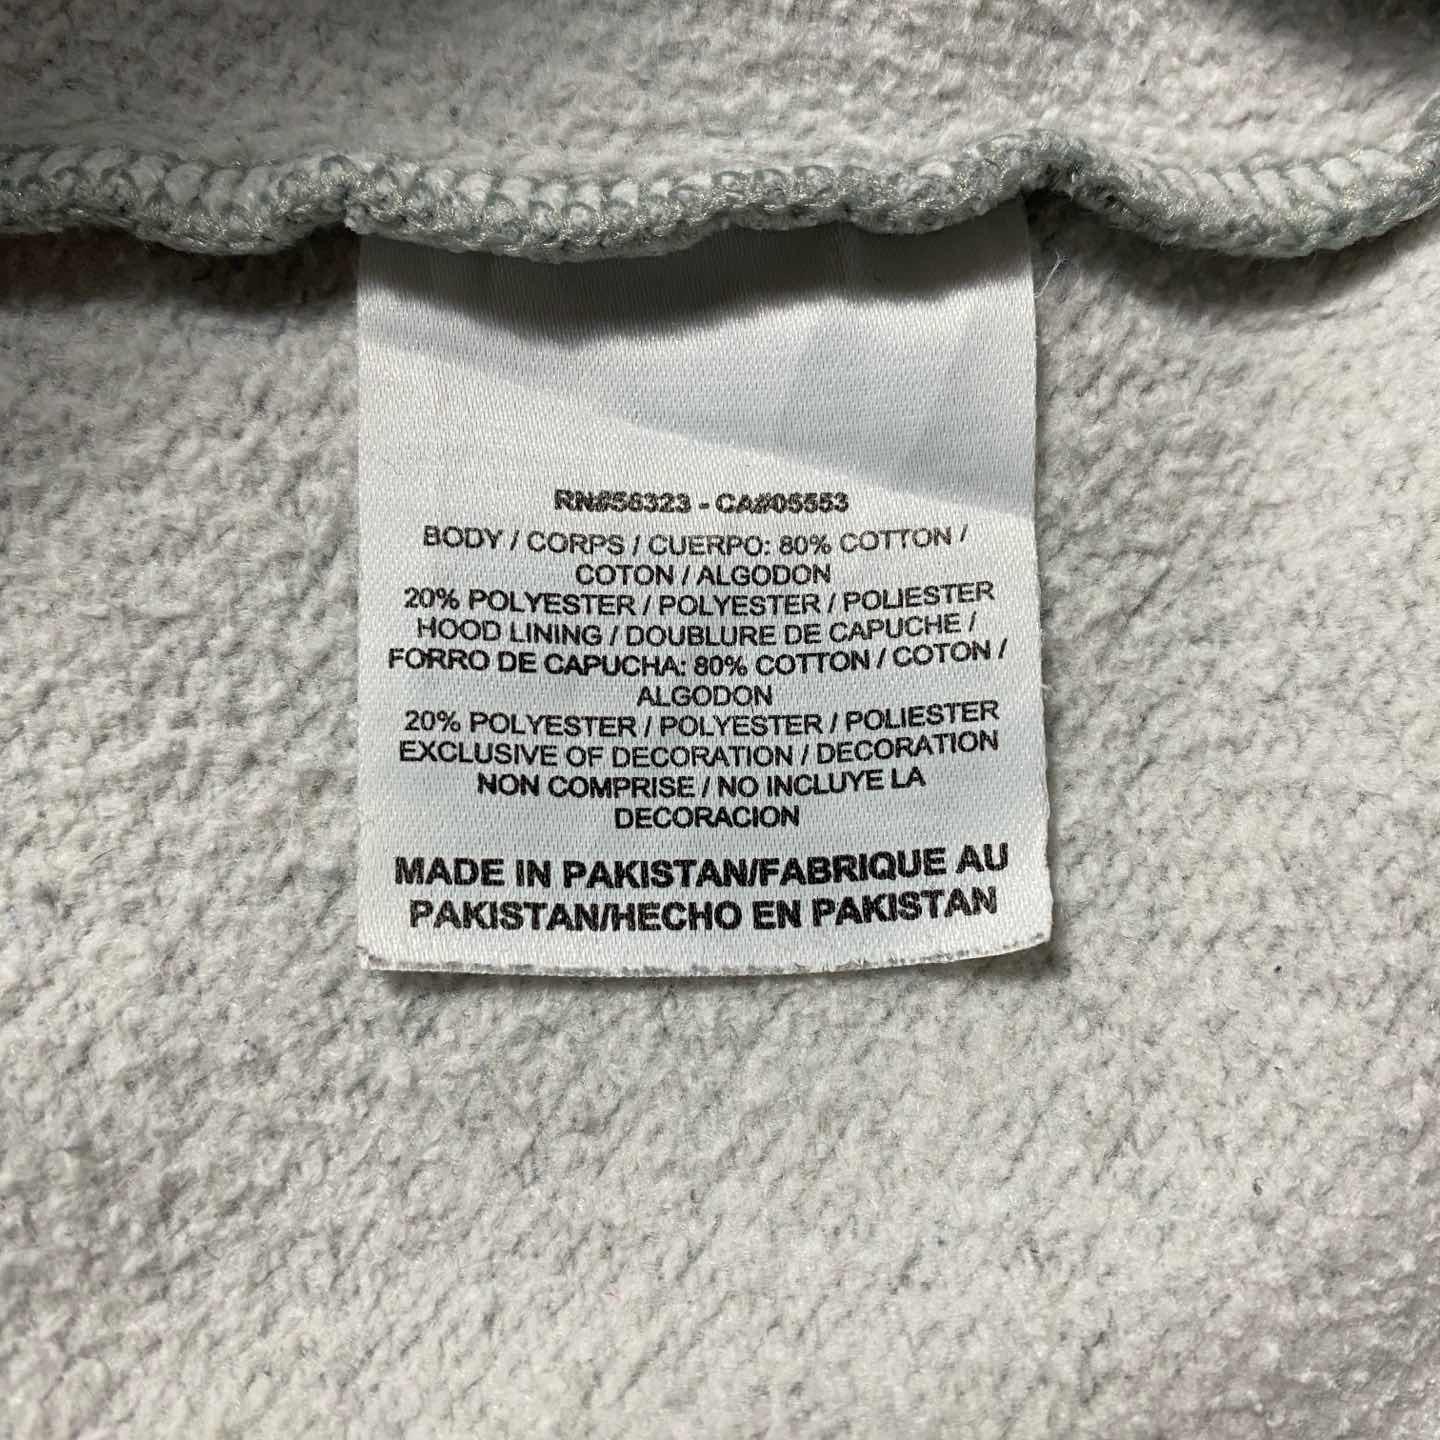 RN#56323 - CA#05553
BODY / CORPS / CUERPO: 80% COTTON /
COTON / ALGODON
20% POLYESTER / POLYESTER / POLIESTER
HOOD LINING / DOUBLURE DE CAPUCHE /
FORRO DE CAPUCHA: 80% COTTON / COTON /
ALGODON
20% POLYESTER / POLYESTER / POLIESTER
EXCLUSIVE OF DECORATION / DECORATION
NON COMPRISE / NO INCLUYE LA
DECORACION
MADE IN PAKISTAN/FABRIQUE AU
PAKISTAN/HECHO EN PAKISTAN